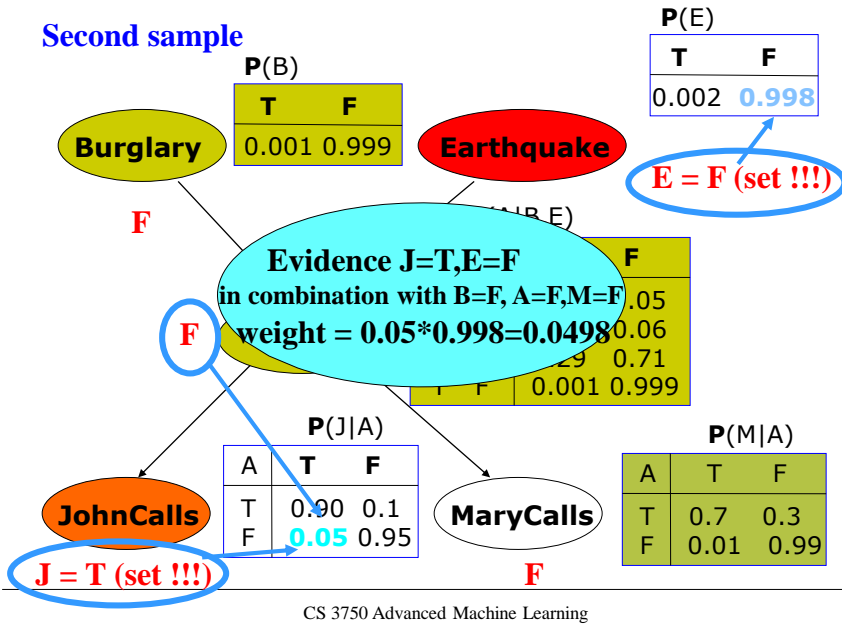 Second sample
P(E)
T F
0.002 0.998
P(B)
T F
0.001 0.999
Burglary
Earthquake
E = F (set !!!)
F
(A|B,E)
F
Evidence J=T,E=F
in combination with B=F, A=F,M=F
weight = 0.05*0.998=0.0498
.05
0.06
.29 0.71
T F 0.001 0.999
F
P(J|A)
A T F
T 0.90 0.1
F 0.05 0.95
P(M|A)
A T F
T 0.7 0.3
F 0.01 0.99
JohnCalls
MaryCalls
J = T (set !!!)
F
CS 3750 Advanced Machine Learning